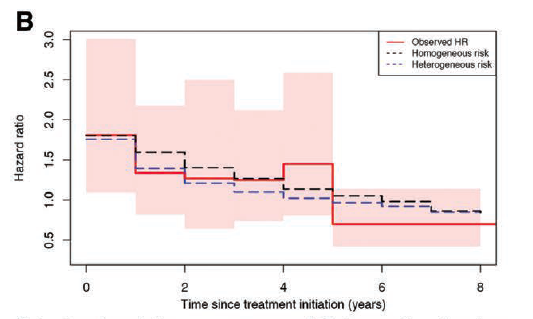 B
3.0
2.5
2.0
1.5
1.0
0.5
Hazard ratio
Observed HR
Homogeneous risk
Heterogeneous risk
0 2 4 6 8
Time since treatment initiation (years)